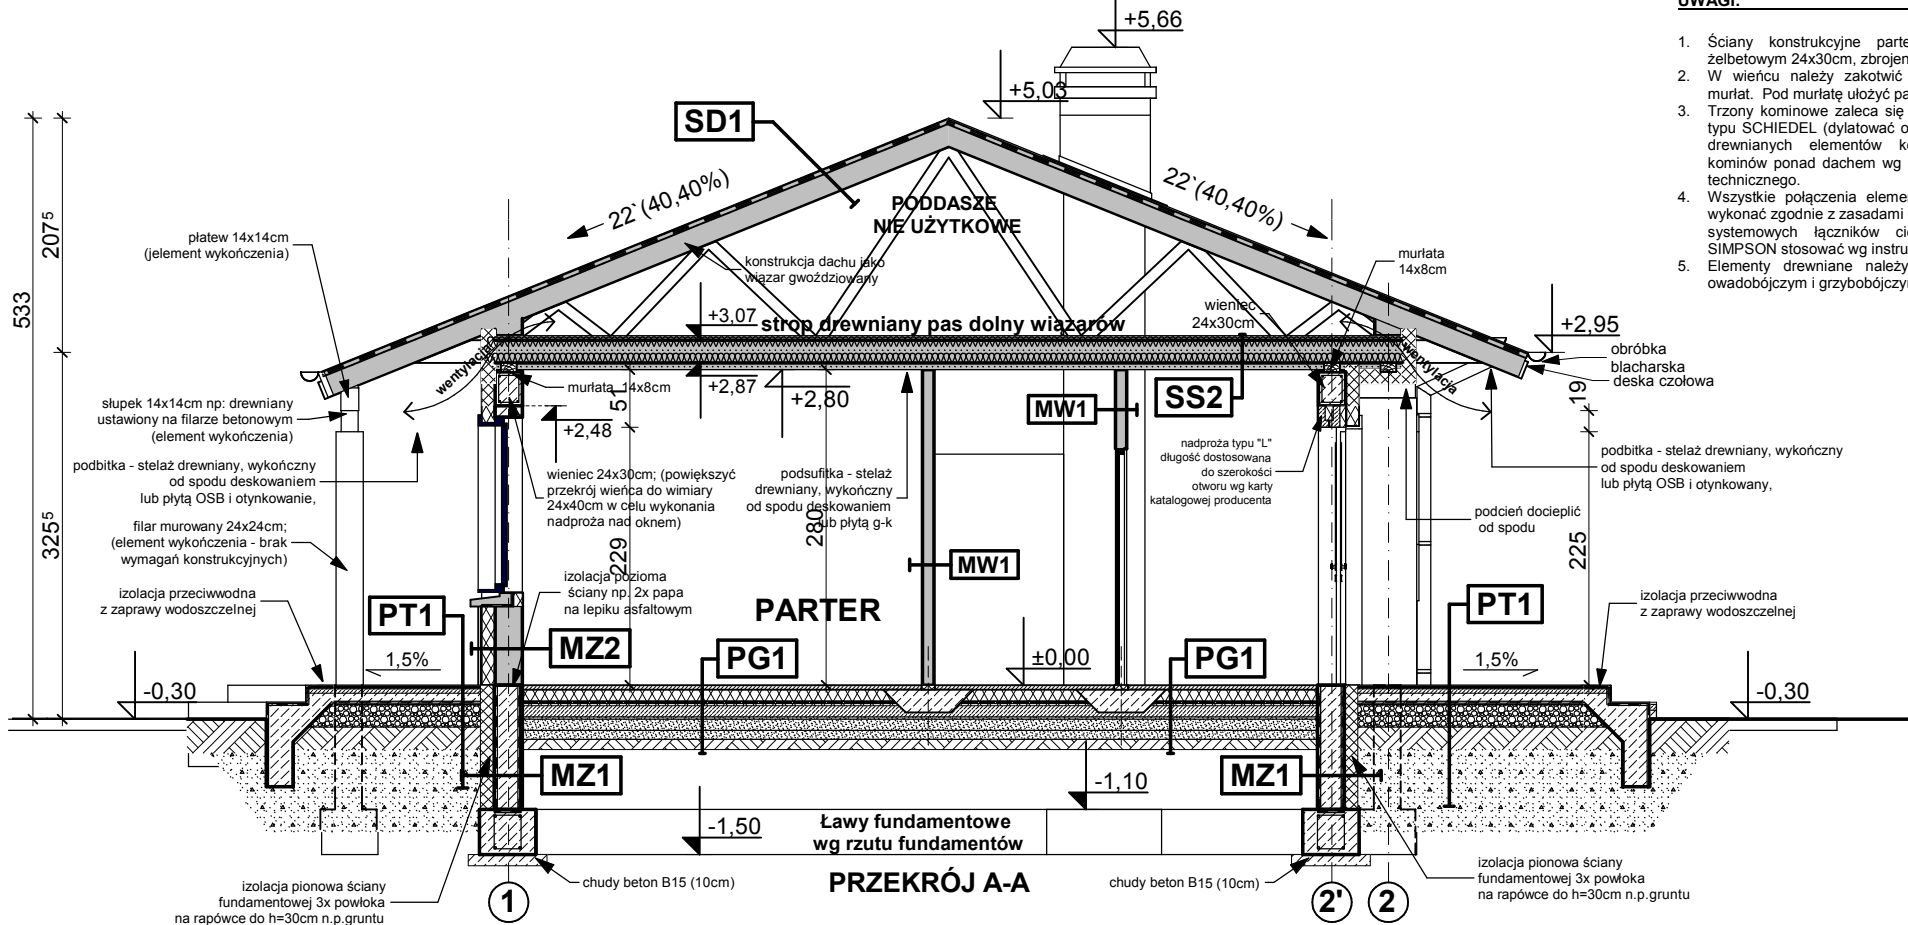 +5,66
+5,03
UWAGI:
1. Ściany konstrukcyjne parte
żelbetowym 24x30cm, zbrojen
2. W wieńcu należy zakotwić
murłat. Pod murłatę ułożyć pa
3. Trzony kominowe zaleca się
typu SCHIEDEL (dylatować o
drewnianych elementów ko
kominów ponad dachem wg
technicznego.
4. Wszystkie połączenia elemen
wykonać zgodnie z zasadami
systemowych łączników cie
SIMPSON stosować wg instru
5. Elementy drewniane należy
owadobójczym i grzybobójczyn
SD1
22`(40,40%)
22`(40,40%)
PODDASZE
NIE UŻYTKOWE
533
207⁵
325⁵
płatew 14x14cm
(jelement wykończenia)
konstrukcja dachu jako
wiązar gwoździowany
murłata
14x8cm
wieniec
24x30cm
+3,07
strop drewniany pas dolny wiązarów
+2,95
obróbka
blacharska
deska czołowa
wentylacja
wentylacja
murłata 14x8cm
+2,87
+2,80
+2,48
51
229
280
19
225
MW1
SS2
słupek 14x14cm np: drewniany
ustawiony na filarze betonowym
(element wykończenia)
podbitka - stelaż drewniany, wykończny
od spodu deskowaniem
lub płytą OSB i otynkowanie,
filar murowany 24x24cm;
(element wykończenia - brak
wymagań konstrukcyjnych)
izolacja przeciwwodna
z zaprawy wodoszczelnej
wieniec 24x30cm; (powiększyć
przekrój wieńca do wimiary
24x40cm w celu wykonania
nadproża nad oknem)
podsufitka - stelaż
drewniany, wykończny
od spodu deskowaniem
lub płytą g-k
nadproża typu "L"
długość dostosowana
do szerokości
otworu wg karty
katalogowej producenta
podbitka - stelaż drewniany, wykończny
od spodu deskowaniem
lub płytą OSB i otynkowany,
podcień docieplić
od spodu
MW1
izolacja pozioma
ściany np. 2x papa
na lepiku asfaltowym
PARTER
PT1
MZ2
PG1
±0,00
PG1
PT1
izolacja przeciwwodna
z zaprawy wodoszczelnej
1,5%
1,5%
-0,30
-0,30
MZ1
MZ1
-1,10
-1,50
Ławy fundamentowe
wg rzutu fundamentów
chudy beton B15 (10cm)
PRZEKRÓJ A-A
chudy beton B15 (10cm)
izolacja pionowa ściany
fundamentowej 3x powłoka
na rapówce do h=30cm n.p.gruntu
izolacja pionowa ściany
fundamentowej 3x powłoka
na rapówce do h=30cm n.p.gruntu
1
2'
2